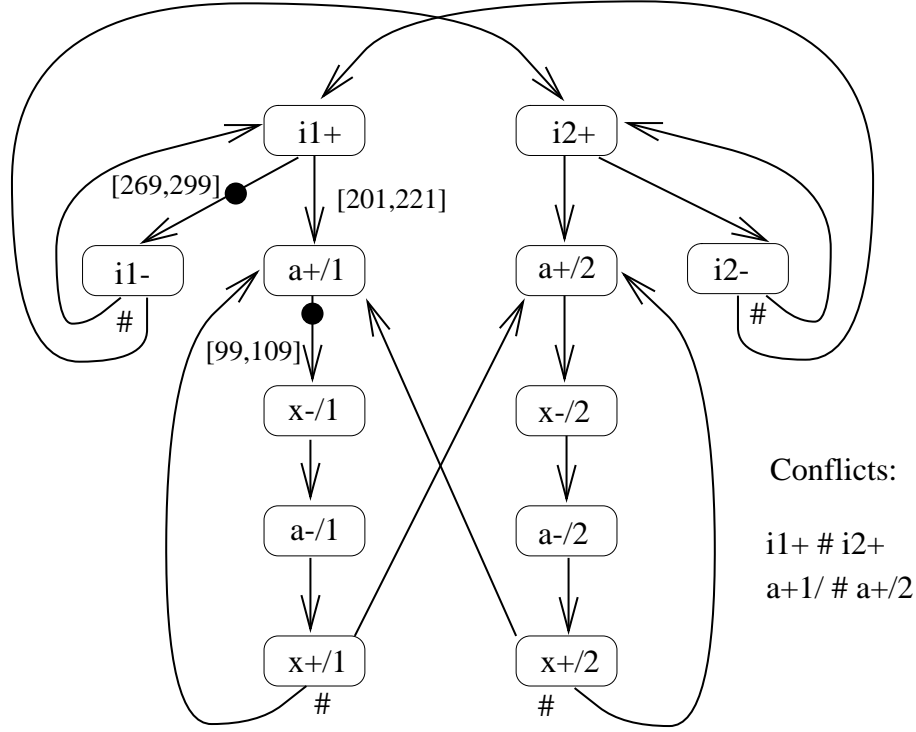 i1+
i2+
[269,299]
[201,221]
i1-
a+/1
a+/2
i2-
#
#
[99,109]
x-/1
x-/2
Conflicts:
a-/1
a-/2
i1+ # i2+
a+1/ # a+/2
x+/1
x+/2
#
#